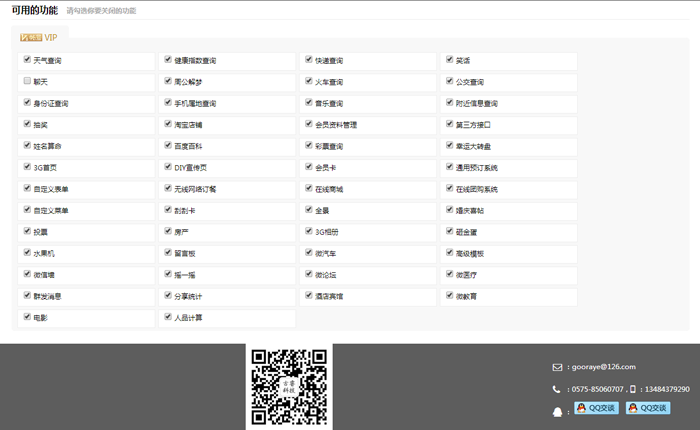 可用的功能 请勾选你要关闭的功能
VIP
天气查询 健康指数查询 快递查询 笑话
聊天 周公解梦 火车查询 公交查询
身份证查询 手机属地查询 音乐查询 附近信息查询
抽奖 淘宝店铺 会员资料管理 第三方接口
姓名算命 百度百科 彩票查询 幸运大转盘
3G首页 DIY宣传页 会员卡 通用预订系统
自定义表单 无线网络订餐 在线商城 在线团购系统
自定义菜单 刮刮卡 全景 婚庆喜帖
投票 房产 3G相册 砸金蛋
水果机 留言板 微汽车 高级模板
微信墙 摇一摇 微论坛 微医疗
群发消息 分享统计 酒店宾馆 微教育
电影 人品计算
古睿
科技
: gooraye@126.com
: 0575-85060707 , : 13484379290
: QQ交谈 QQ交谈